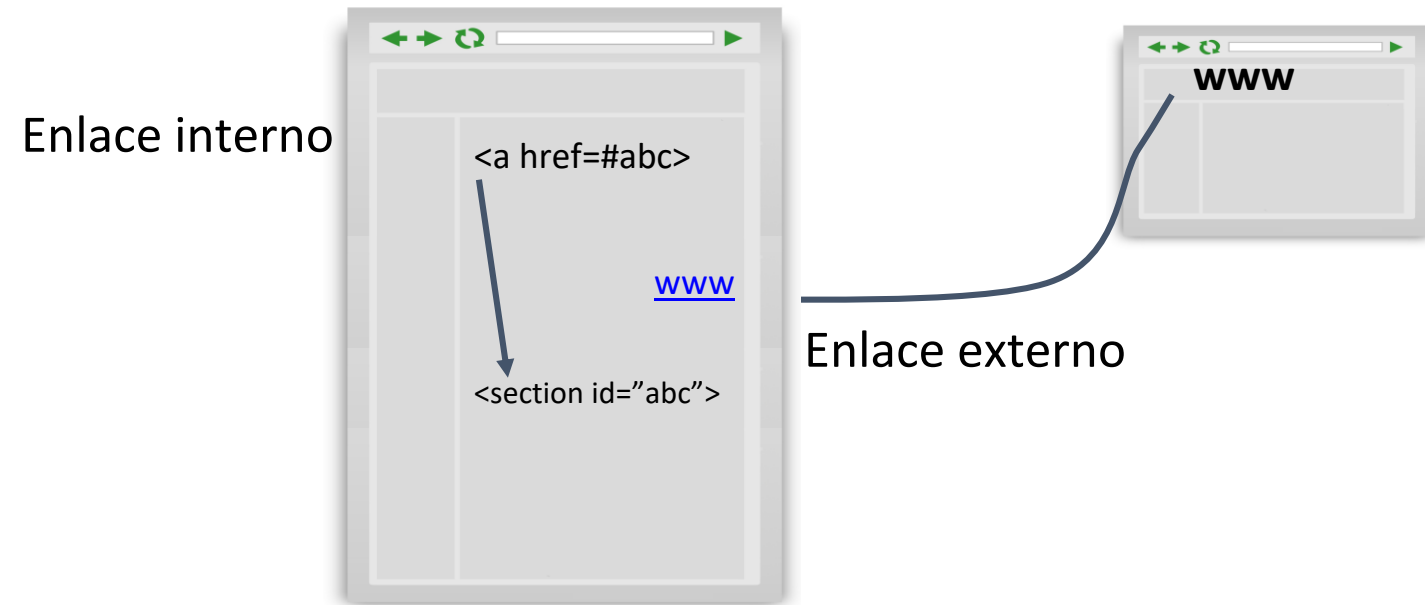 Enlace interno
<a href=#abc>
www
<section id=”abc”>
Enlace externo
www